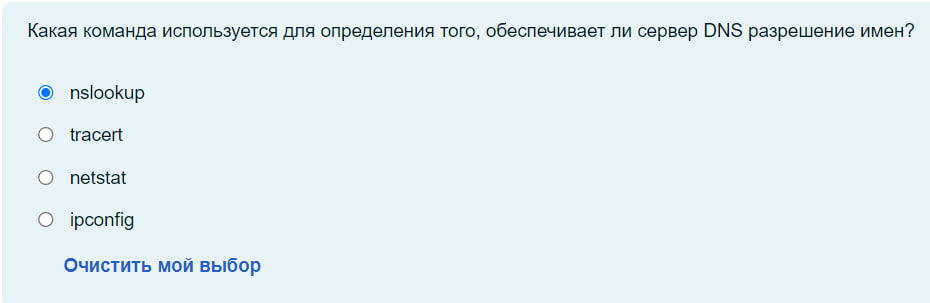 Какая команда используется для определения того, обеспечивает ли сервер DNS разрешение имен?
nslookup
tracert
netstat
ipconfig
Очистить мой выбор